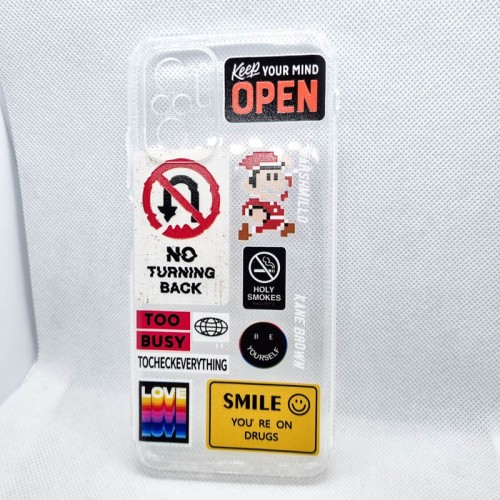 Keep YOUR MIND
OPEN
MARSHMELLO
NO
TURNING
BACK
HOLY
SMOKES
KANE BROWN
TOO
BUSY
TOCHECKEVERYTHING
B E
YOURSELF
LOVE
SMILE
YOU' RE ON
DRUGS